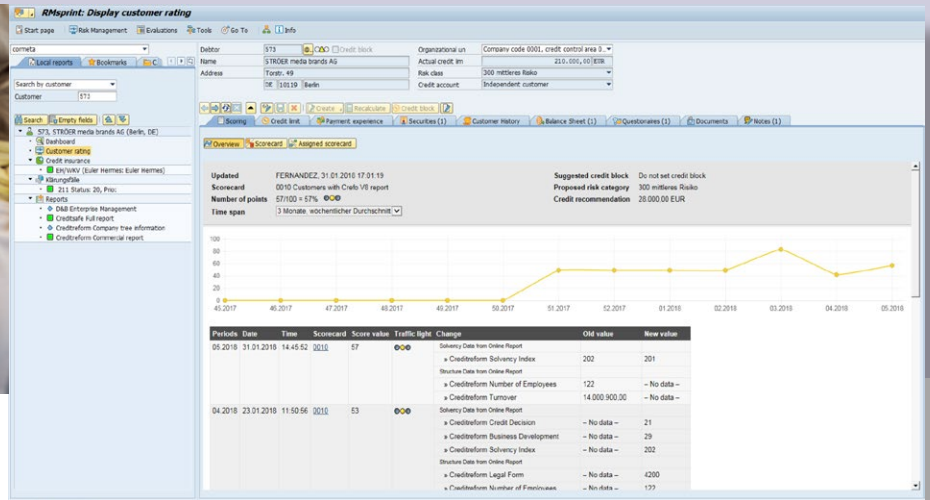 RMsprint: Display customer rating
Start page Risk Management Evaluations Tools Go To Info
cormeta
Local reports Bookmarks C
Search by customer
Customer 573
Search Empty fields
573, STRÖER media brands AG (Berlin, DE)
Dashboard
Customer rating
Credit insurance
EH/WKV (Euler Hermes: Euler Hermes)
Klärungsfälle
211 Status: 20, Prio:
Reports
D&B Enterprise Management
Creditsafe Full report
Creditreform Company tree information
Creditreform Commercial report
Debtor 573 Credit block Organizational un Company code 0001, credit control area 0..
Name STRÖER media brands AG Actual credit lim 210.000,00 EUR
Address Torstr. 49 Risk class 300 mittleres Risiko
DE 10119 Berlin Credit account Independent customer
Create Recalculate Credit block
Scoring Credit limit Payment experience Securities (1) Customer History Balance Sheet (1) Questionaires (1) Documents Notes (1)
Overview Scorecard Assigned scorecard
Updated FERNANDEZ, 31.01.2018 17:01:19 Suggested credit block Do not set credit block
Scorecard 0010 Customers with Crefo V8 report Proposed risk category 300 mittleres Risiko
Number of points 57/100 = 57% Credit recommendation 28.000,00 EUR
Time span 3 Monate, wöchentlicher Durchschnitt
100
80
60
40
20
0
45.2017 46.2017 47.2017 48.2017 49.2017 50.2017 51.2017 52.2017 01.2018 02.2018 03.2018 04.2018 05.2018
Periods Date Time Scorecard Score value Traffic light Change Old value New value
05.2018 31.01.2018 14:45:52 0010 57 Solvency Data from Online Report
» Creditreform Solvency Index 202 201
Structure Data from Online Report
» Creditreform Number of Employees 122 – No data –
» Creditreform Turnover 14.000.900,00 – No data –
04.2018 23.01.2018 11:50:56 0010 53 Solvency Data from Online Report
» Creditreform Credit Decision – No data – 21
» Creditreform Business Development – No data – 29
» Creditreform Solvency Index – No data – 202
Structure Data from Online Report
» Creditreform Legal Form – No data – 4200
» Creditreform Number of Employees – No data – 122